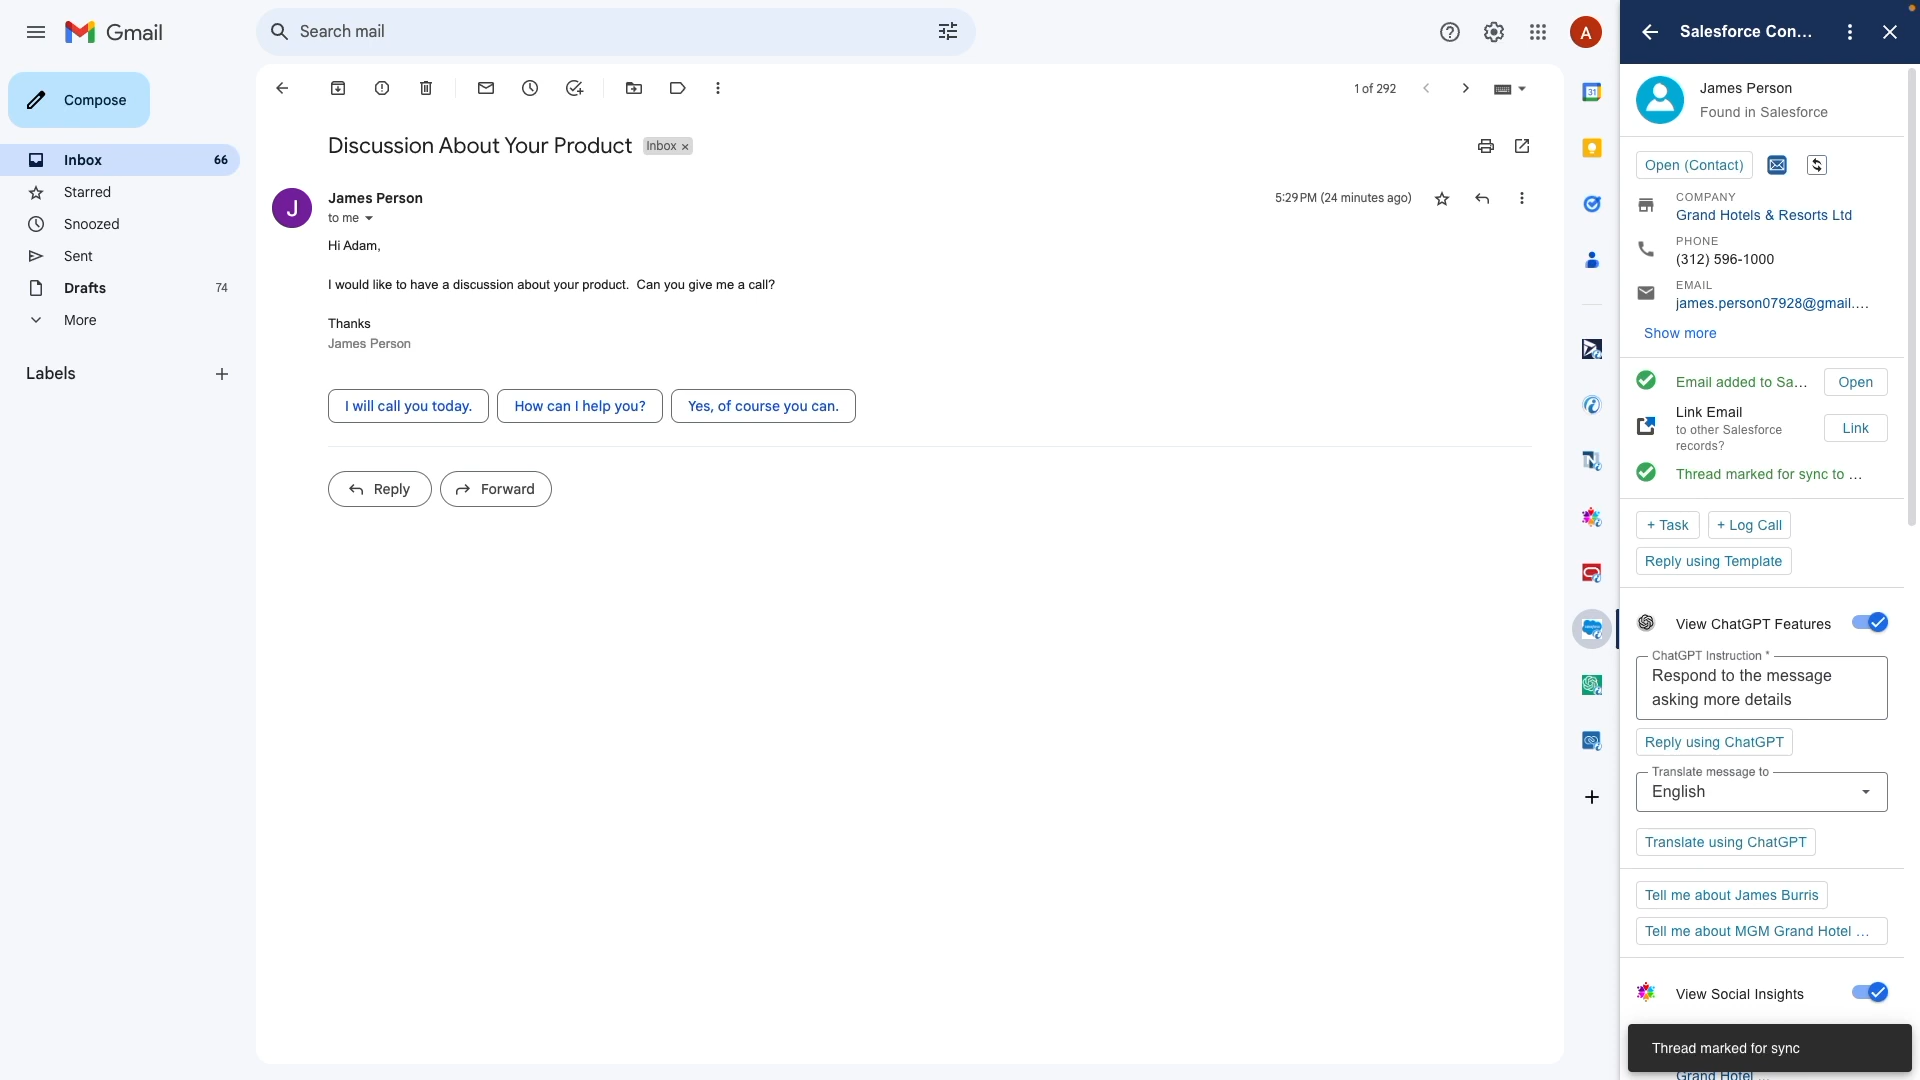 Gmail
Search mail
A
Compose
Inbox 66
Starred
Snoozed
Sent
Drafts 74
More
Labels
1 of 292
Discussion About Your Product Inbox ×
J
James Person
to me
5:29 PM (24 minutes ago)
Hi Adam,
I would like to have a discussion about your product. Can you give me a call?
Thanks
James Person
I will call you today.
How can I help you?
Yes, of course you can.
Reply
Forward
31
Salesforce Con...
James Person
Found in Salesforce
Open (Contact)
COMPANY
Grand Hotels & Resorts Ltd
PHONE
(312) 596-1000
EMAIL
james.person07928@gmail....
Show more
Email added to Sa... Open
Link Email
to other Salesforce
records?
Link
Thread marked for sync to ...
+ Task
+ Log Call
Reply using Template
View ChatGPT Features
ChatGPT Instruction *
Respond to the message
asking more details
Reply using ChatGPT
Translate message to
English
Translate using ChatGPT
Tell me about James Burris
Tell me about MGM Grand Hotel ...
View Social Insights
Thread marked for sync
Grand Hotel ...